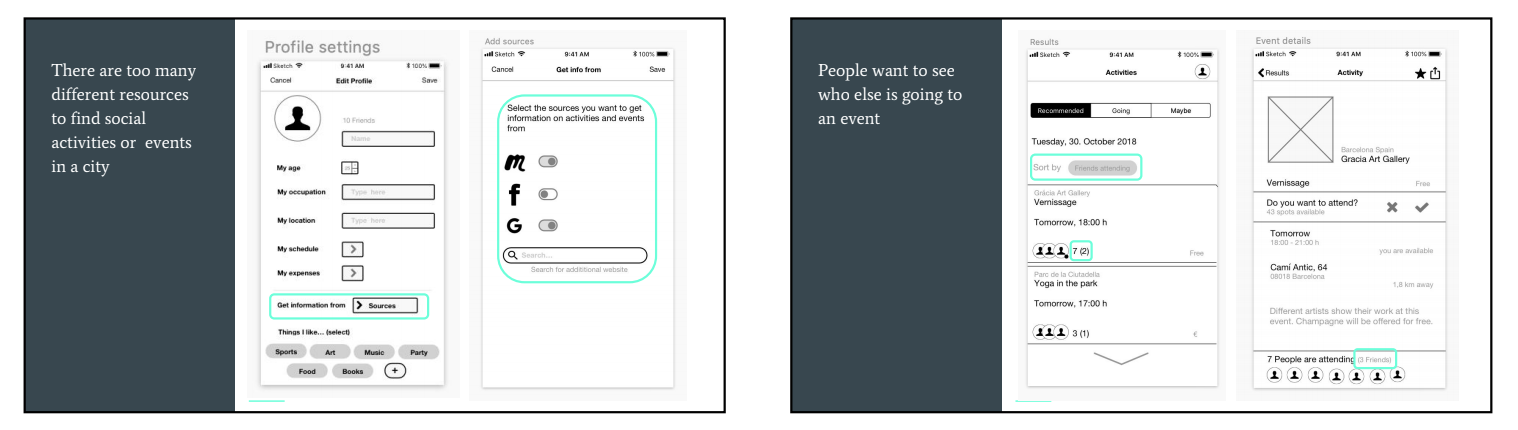 There are too many
different resources
to find social
activities or events
in a city
Profile settings
Sketch 9:41 AM 100%
Cancel Edit Profile Save
10 Friends
Name
My age
My occupation Type here
My location Type here
My schedule >
My expenses >
Get information from > Sources
Things I like... (select)
Sports Art Music Party
Food Books +
Add sources
Sketch 9:41 AM 100%
Cancel Get info from Save
Select the sources you want to get
information on activities and events
from
m
f
G
Search...
Search for addititional website
People want to see
who else is going to
an event
Results
Sketch 9:41 AM 100%
Activities
Recommended Going Maybe
Tuesday, 30. October 2018
Sort by Friends attending
Gràcia Art Gallery
Vernissage
Tomorrow, 18:00 h
7 (2) Free
Parc de la Ciutadella
Yoga in the park
Tomorrow, 17:00 h
3 (1) €
Event details
Sketch 9:41 AM 100%
Results Activity
Barcelona Spain
Gracia Art Gallery
Vernissage Free
Do you want to attend?
43 spots available
Tomorrow
18:00 - 21:00 h
you are available
Camí Antic, 64
08018 Barcelona
1,8 km away
Different artists show their work at this
event. Champagne will be offered for free.
7 People are attending (3 Friends)